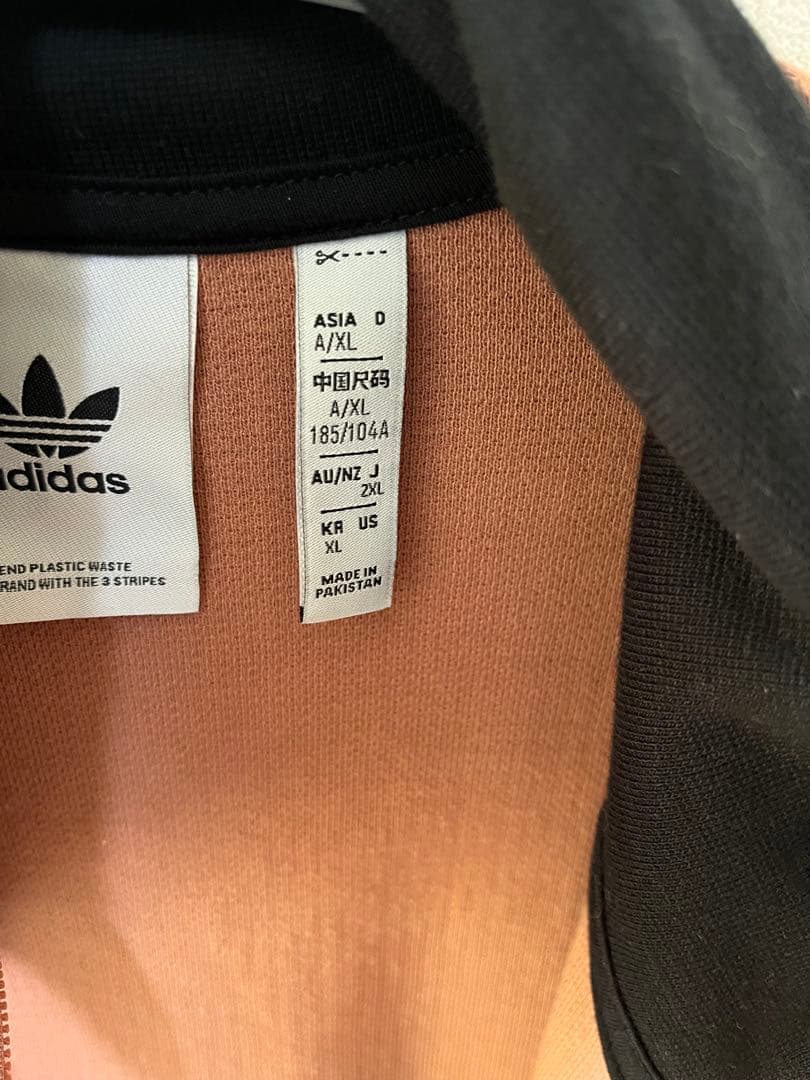 adidas
END PLASTIC WASTE
RAND WITH THE 3 STRIPES
ASIA D
A/XL
中国尺码
A/XL
185/104A
AU/NZ J
2XL
KR US
XL
MADE IN
PAKISTAN